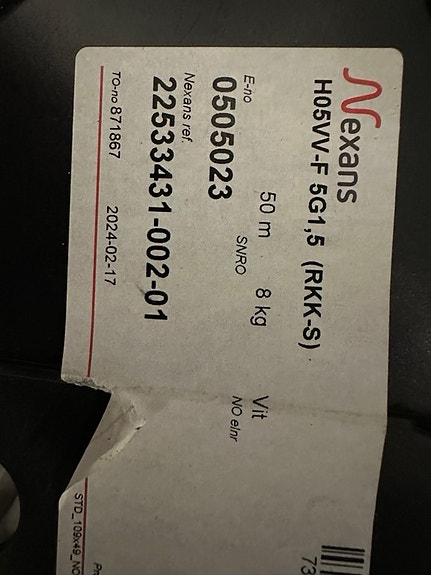 Nexans
H05VV-F 5G1,5 (RKK-S)
50 m 8 kg Vit
E-no SNRO NO elnr
0505023
Nexans ref.
22533431-002-01
TO-no 871867 2024-02-17
STD_109x49_NO
73